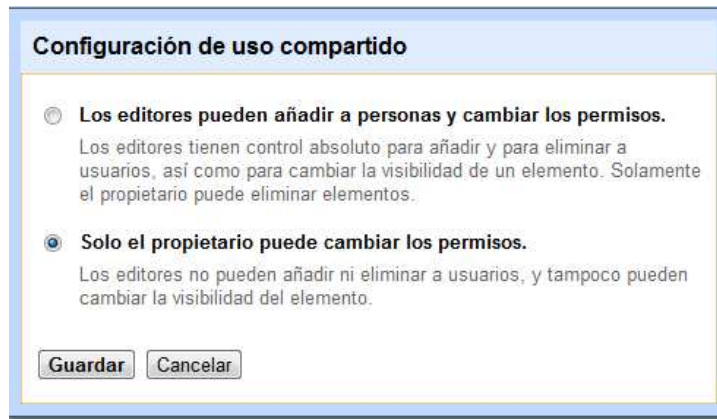 Configuración de uso compartido
Los editores pueden añadir a personas y cambiar los permisos.
Los editores tienen control absoluto para añadir y para eliminar a
usuarios, así como para cambiar la visibilidad de un elemento. Solamente
el propietario puede eliminar elementos.
Solo el propietario puede cambiar los permisos.
Los editores no pueden añadir ni eliminar a usuarios, y tampoco pueden
cambiar la visibilidad del elemento.
Guardar Cancelar